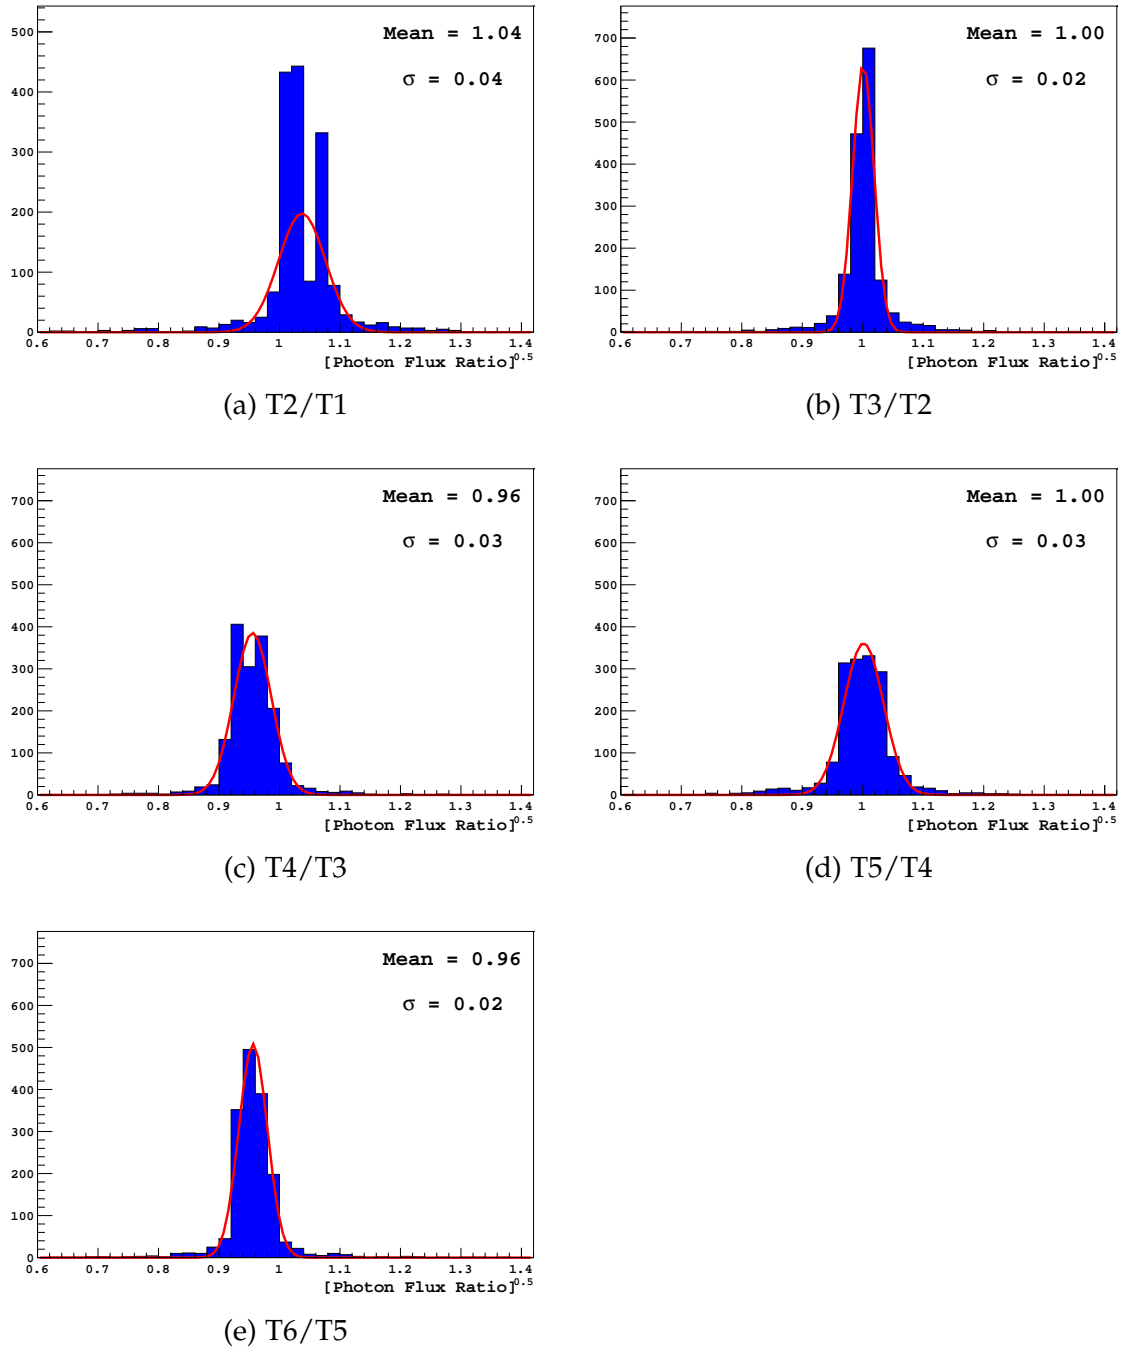 500
400
300
200
100
0
0.6 0.7 0.8 0.9 1 1.1 1.2 1.3 1.4
Mean = 1.04
σ = 0.04
[Photon Flux Ratio]^0.5
(a) T2/T1
700
600
500
400
300
200
100
0
0.6 0.7 0.8 0.9 1 1.1 1.2 1.3 1.4
Mean = 1.00
σ = 0.02
[Photon Flux Ratio]^0.5
(b) T3/T2
700
600
500
400
300
200
100
0
0.6 0.7 0.8 0.9 1 1.1 1.2 1.3 1.4
Mean = 0.96
σ = 0.03
[Photon Flux Ratio]^0.5
(c) T4/T3
700
600
500
400
300
200
100
0
0.6 0.7 0.8 0.9 1 1.1 1.2 1.3 1.4
Mean = 1.00
σ = 0.03
[Photon Flux Ratio]^0.5
(d) T5/T4
700
600
500
400
300
200
100
0
0.6 0.7 0.8 0.9 1 1.1 1.2 1.3 1.4
Mean = 0.96
σ = 0.02
[Photon Flux Ratio]^0.5
(e) T6/T5